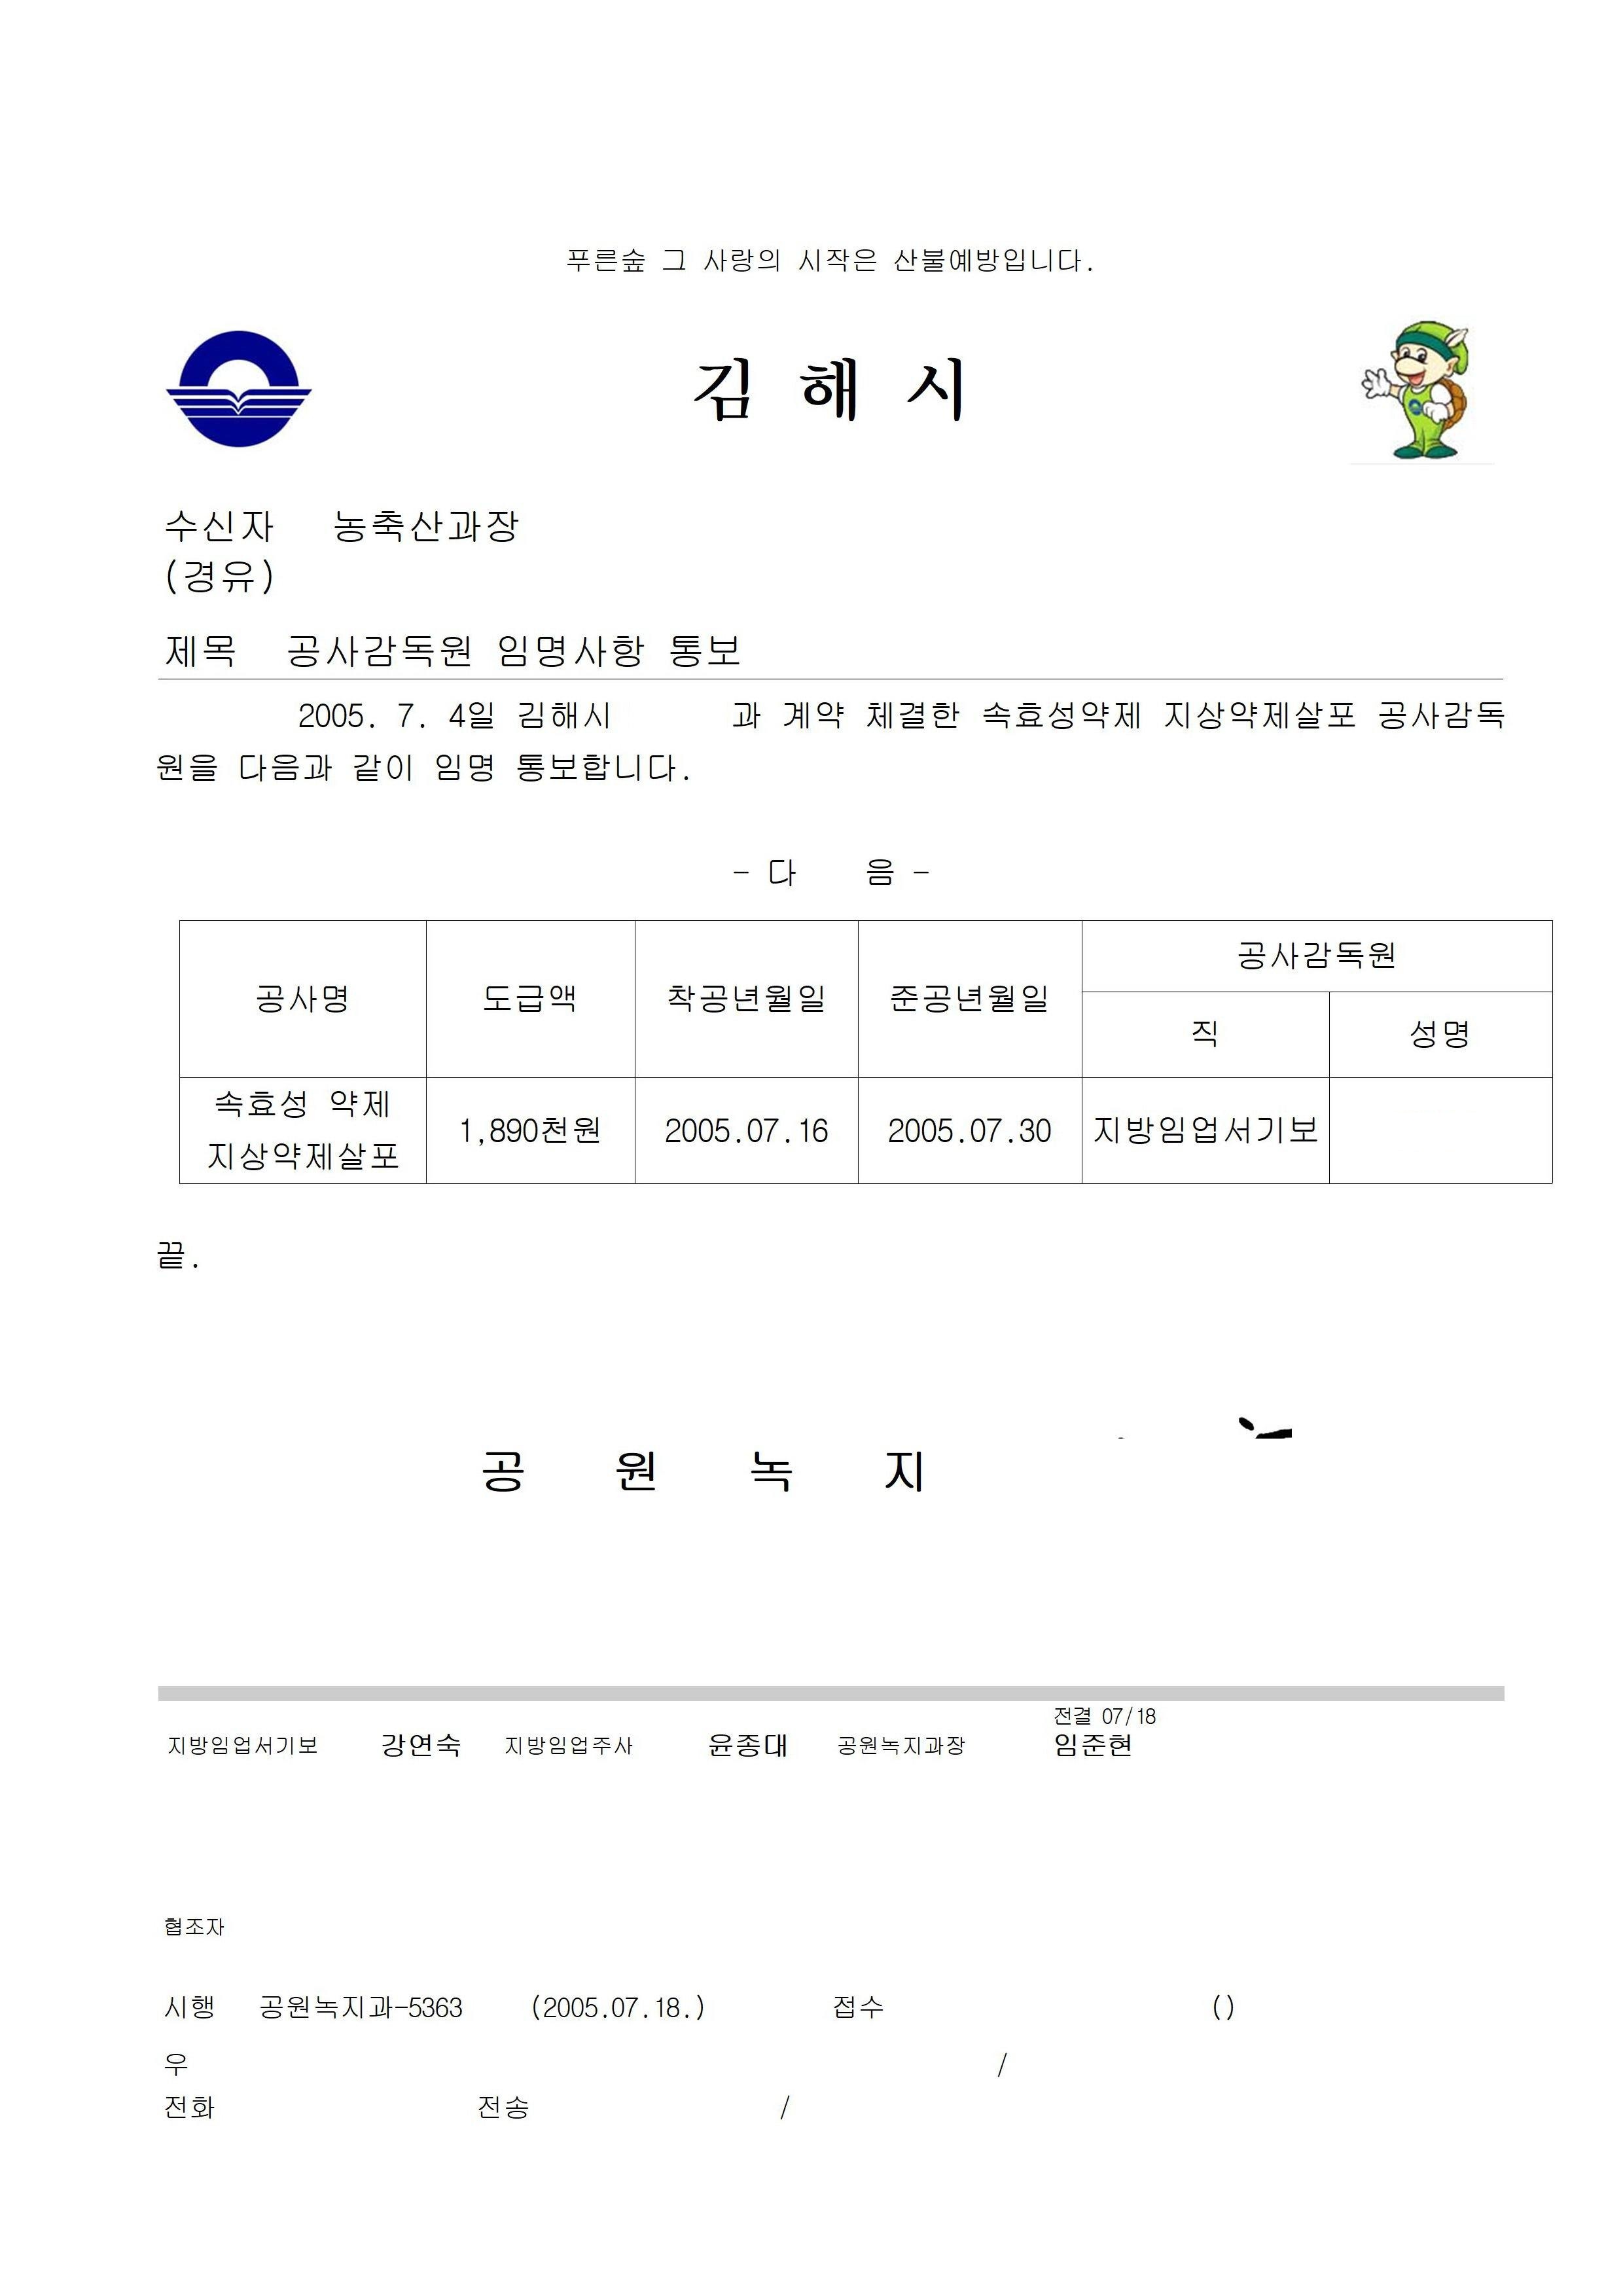 푸른숲 그 사랑의 시작은 산불예방입니다.
김 해 시
수신자 농축산과장
(경유)
제목 공사감독원 임명사항 통보
2005. 7. 4일 김해시 과 계약 체결한 속효성약제 지상약제살포 공사감독
원을 다음과 같이 임명 통보합니다.
- 다 음 -
공사명 도급액 착공년월일 준공년월일 공사감독원
직 성명
속효성 약제
지상약제살포 1,890천원 2005.07.16 2005.07.30 지방임업서기보
끝.
공 원 녹 지
전결 07/18
지방임업서기보 강연숙 지방임업주사 윤종대 공원녹지과장 임준현
협조자
시행 공원녹지과-5363 (2005.07.18.) 접수 ()
우 /
전화 전송 /